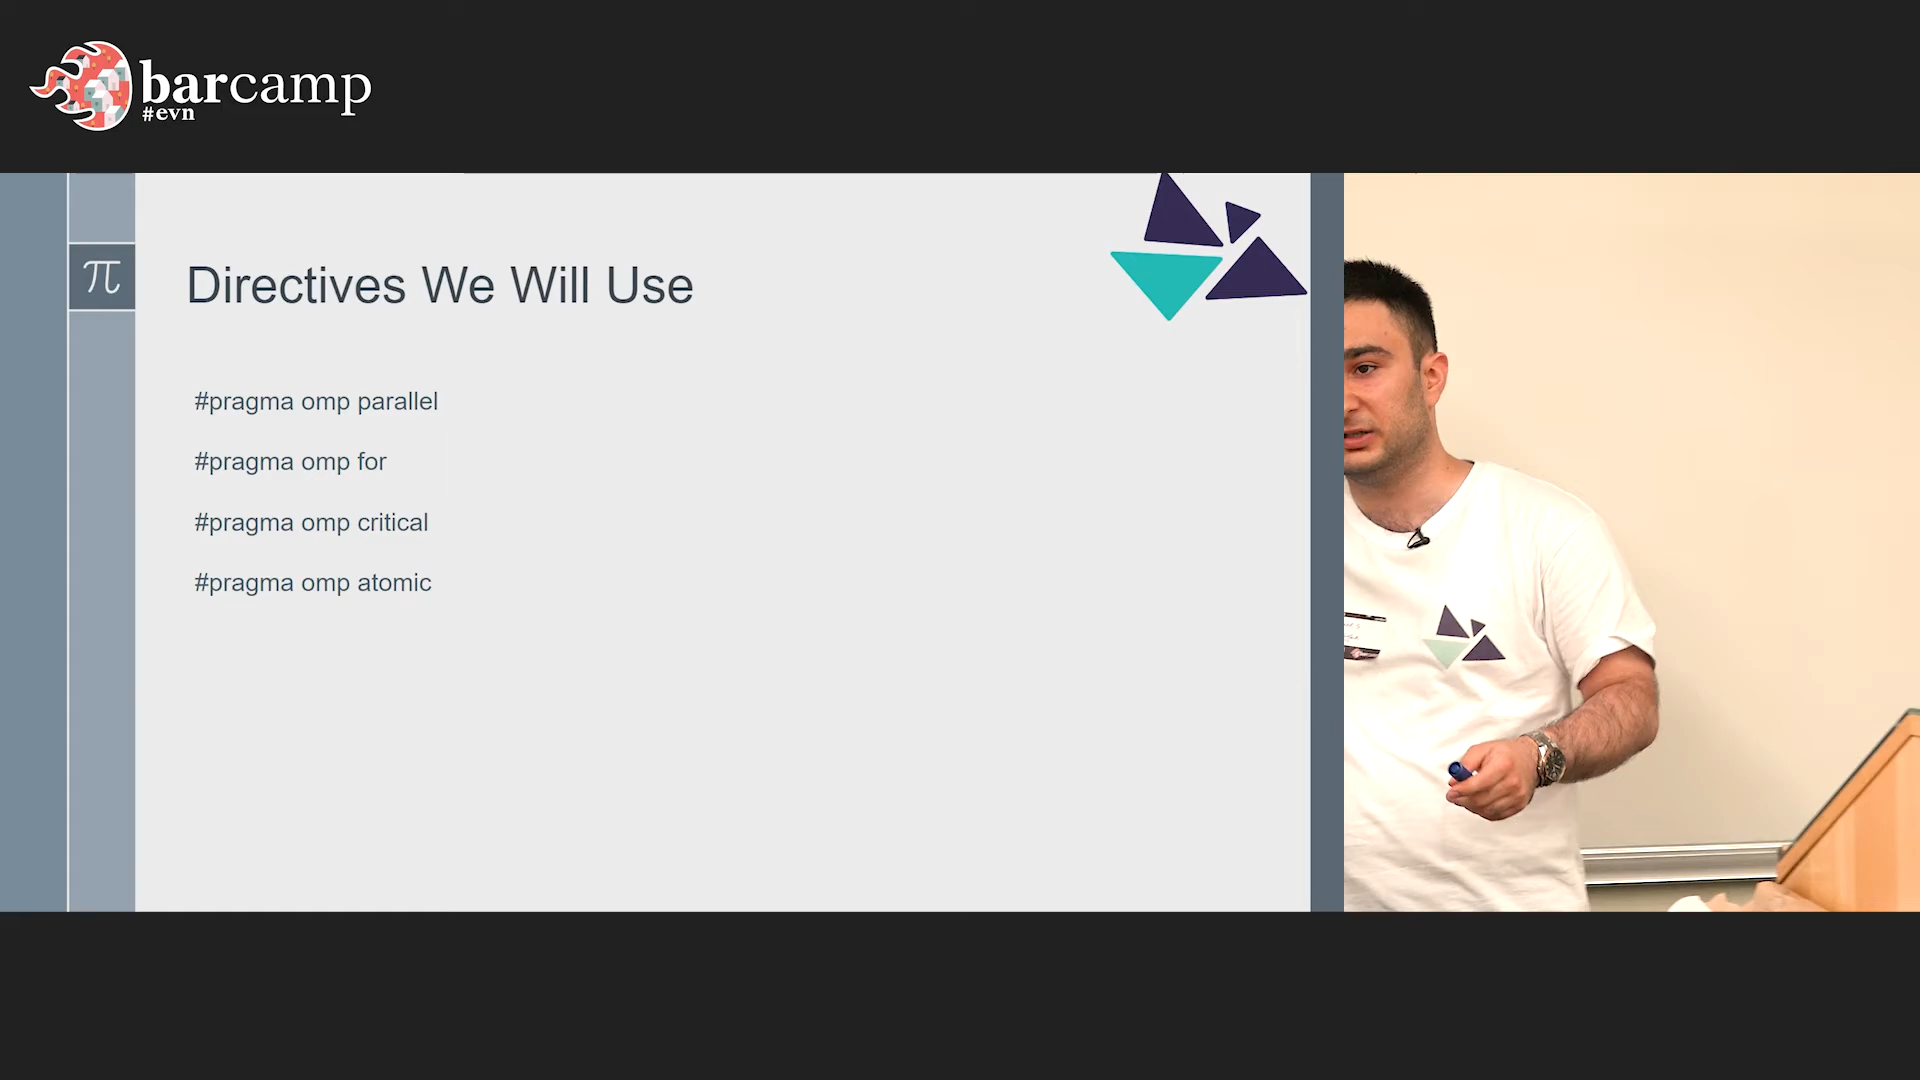 barcamp
#evn
π
Directives We Will Use
#pragma omp parallel
#pragma omp for
#pragma omp critical
#pragma omp atomic